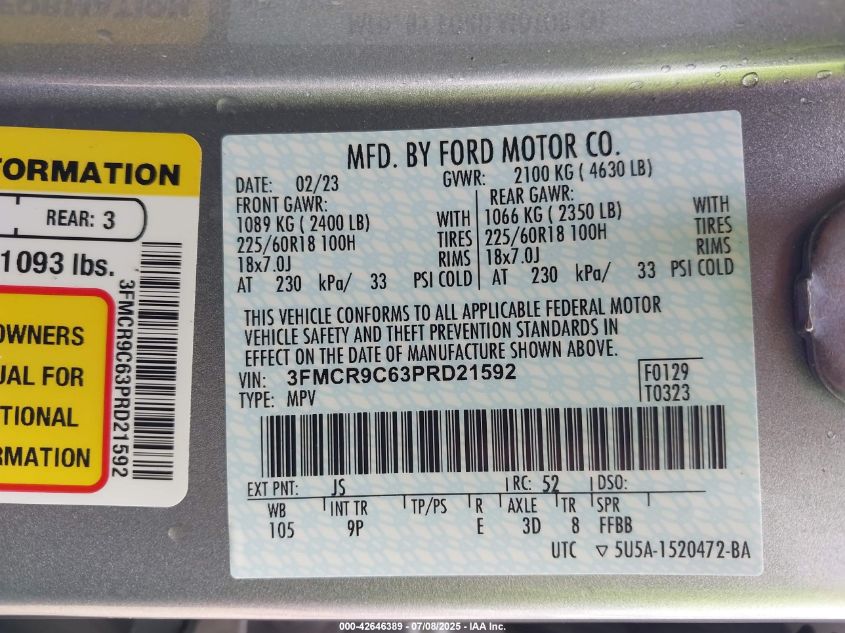 FORMATION
REAR: 3
1093 lbs.
OWNERS
UAL FOR
TIONAL
RMATION
3FMCR9C63PRD21592
MFD. BY FORD MOTOR CO.
DATE: 02/23 GVWR: 2100 KG ( 4630 LB)
FRONT GAWR: REAR GAWR:
1089 KG ( 2400 LB) WITH 1066 KG ( 2350 LB) WITH
225/60R18 100H TIRES 225/60R18 100H TIRES
18x7.0J RIMS 18x7.0J RIMS
AT 230 kPa/ 33 PSI COLD AT 230 kPa/ 33 PSI COLD
THIS VEHICLE CONFORMS TO ALL APPLICABLE FEDERAL MOTOR
VEHICLE SAFETY AND THEFT PREVENTION STANDARDS IN
EFFECT ON THE DATE OF MANUFACTURE SHOWN ABOVE.
VIN: 3FMCR9C63PRD21592 F0129
TYPE: MPV T0323
EXT PNT: JS RC: 52 DSO:
WB INT TR TP/PS R AXLE TR SPR
105 9P E 3D 8 FFBB
UTC ▽ 5U5A-1520472-BA
000-42646389 - 07/08/2025 - IAA Inc.